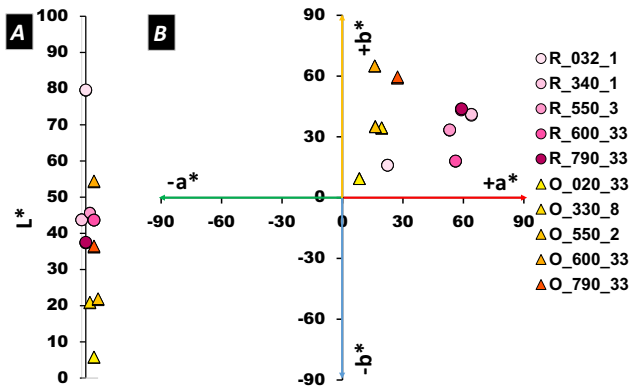 A
100
90
80
70
60
50
40
30
20
10
0
L*
B
90
60
30
0
-30
-60
-90
+b*
-b*
-a*
+a*
-90 -60 -30 0 30 60 90
R_032_1
R_340_1
R_550_3
R_600_33
R_790_33
O_020_33
O_330_8
O_550_2
O_600_33
O_790_33